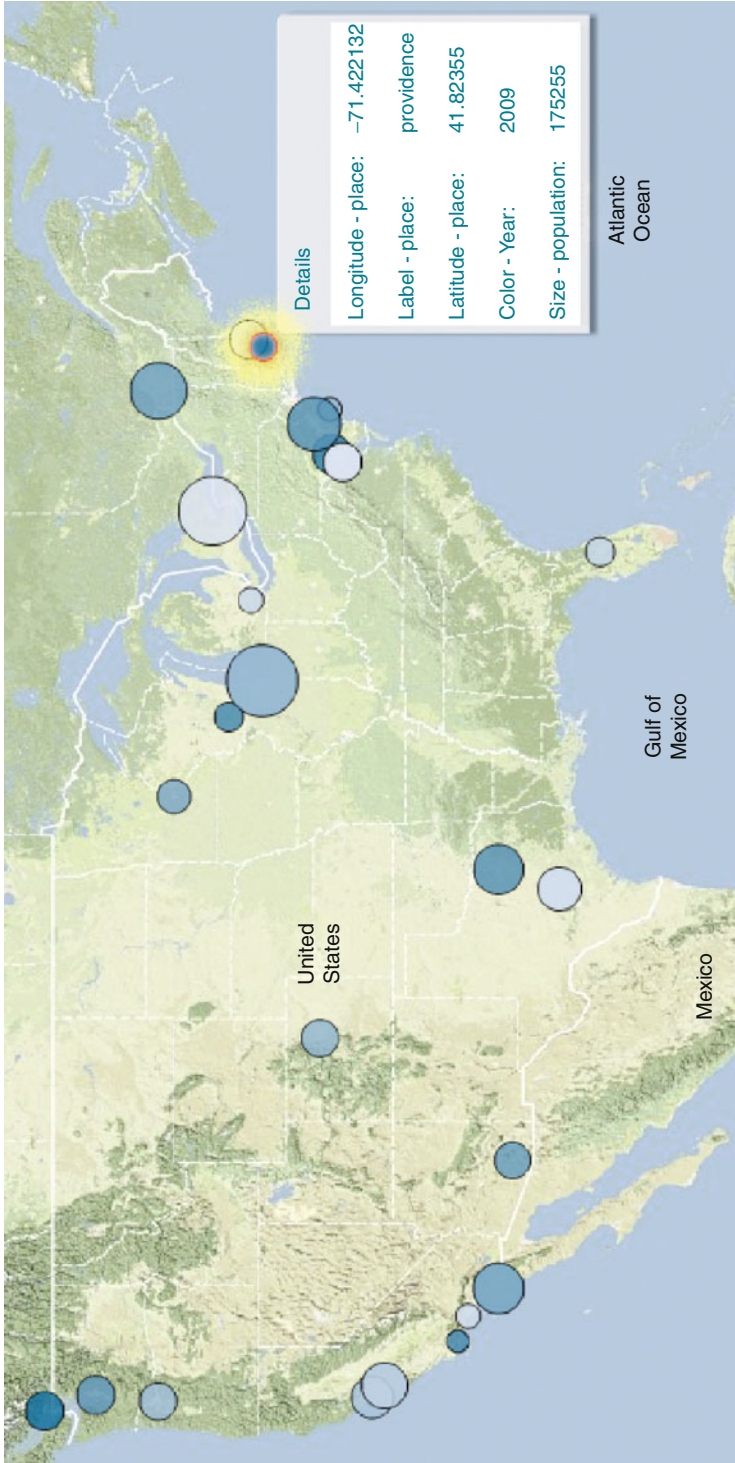 Details
Longitude - place: –71.422132
Label - place: providence
Latitude - place: 41.82355
Color - Year: 2009
Size - population: 175255
Atlantic
Ocean
United
States
Gulf of
Mexico
Mexico